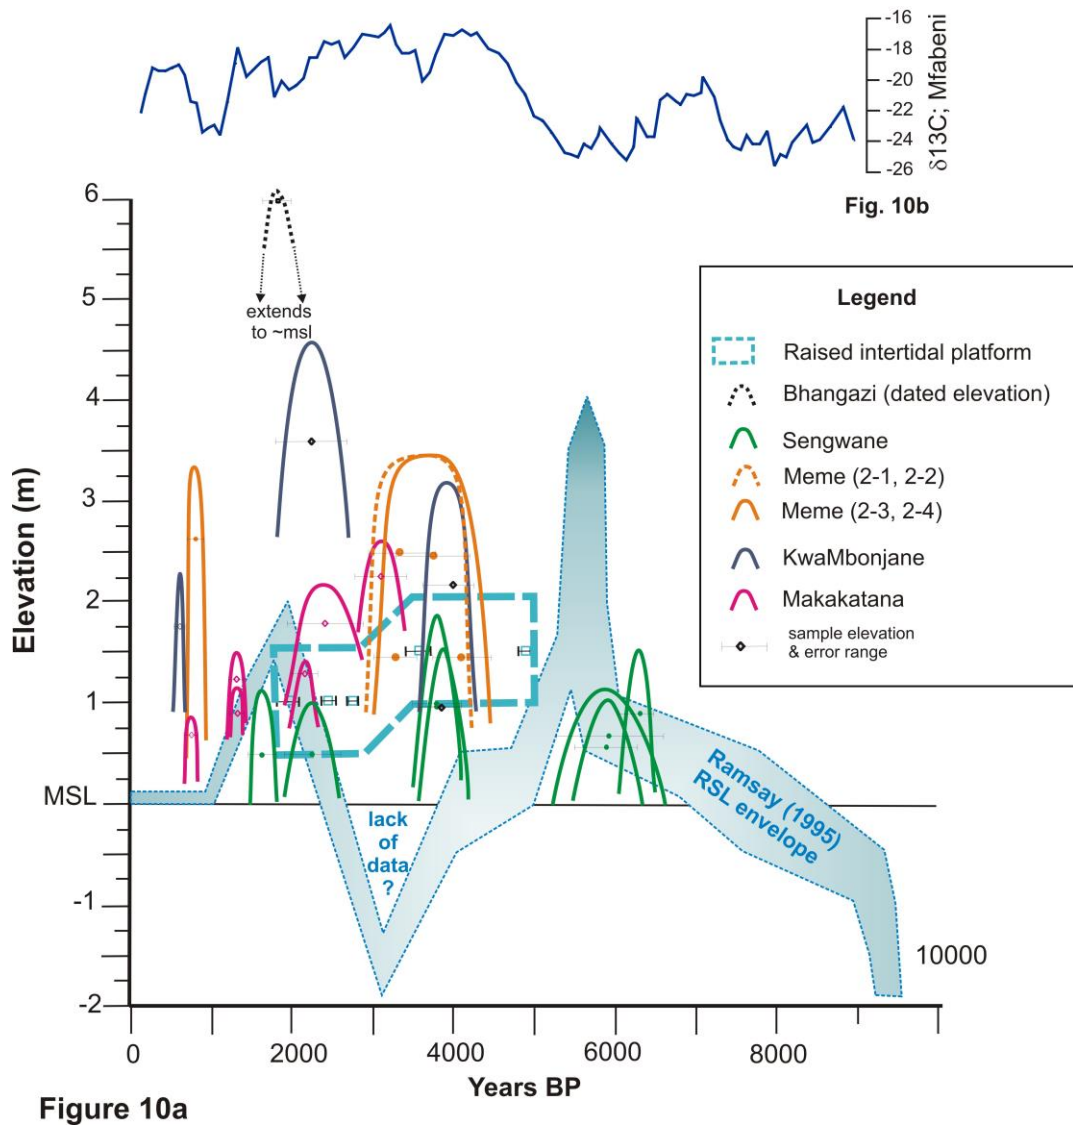 -16
-18
-20
-22
-24
-26
δ13C; Mfabeni
Fig. 10b
6
5
4
3
2
1
MSL
-1
-2
Elevation (m)
extends
to ~msl
Legend
Raised intertidal platform
Bhangazi (dated elevation)
Sengwane
Meme (2-1, 2-2)
Meme (2-3, 2-4)
KwaMbonjane
Makakatana
sample elevation
& error range
lack
of
data
?
Ramsay (1995)
RSL envelope
10000
0
2000
4000
6000
8000
Years BP
Figure 10a